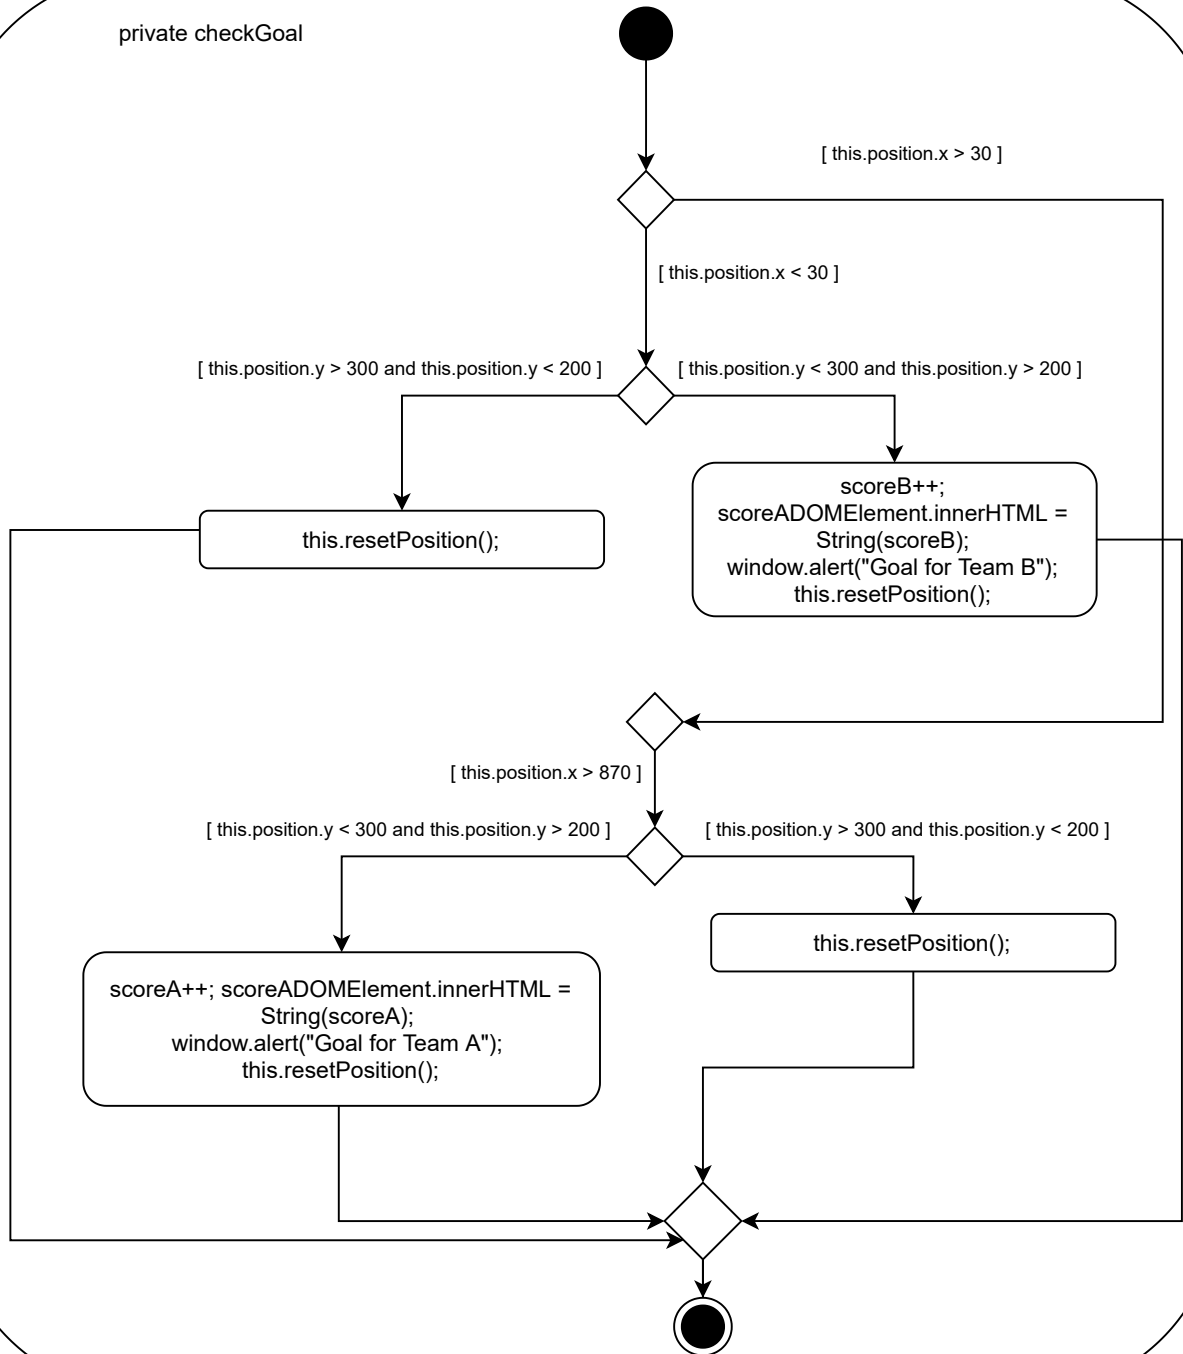 private checkGoal
[ this.position.x > 30 ]
[ this.position.x < 30 ]
[ this.position.y > 300 and this.position.y < 200 ]
[ this.position.y < 300 and this.position.y > 200 ]
scoreB++;
scoreADOMElement.innerHTML =
String(scoreB);
window.alert("Goal for Team B");
this.resetPosition();
this.resetPosition();
[ this.position.x > 870 ]
[ this.position.y < 300 and this.position.y > 200 ]
[ this.position.y > 300 and this.position.y < 200 ]
this.resetPosition();
scoreA++; scoreADOMElement.innerHTML =
String(scoreA);
window.alert("Goal for Team A");
this.resetPosition();